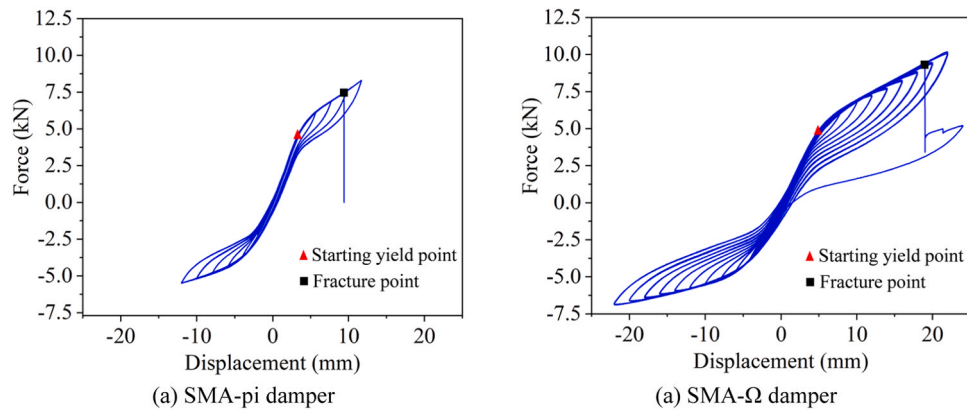 12.5
10.0
7.5
5.0
2.5
0.0
-2.5
-5.0
-7.5
Force (kN)
Starting yield point
Fracture point
-20 -10 0 10 20
Displacement (mm)
(a) SMA-pi damper
12.5
10.0
7.5
5.0
2.5
0.0
-2.5
-5.0
-7.5
Force (kN)
Starting yield point
Fracture point
-20 -10 0 10 20
Displacement (mm)
(a) SMA-Ω damper